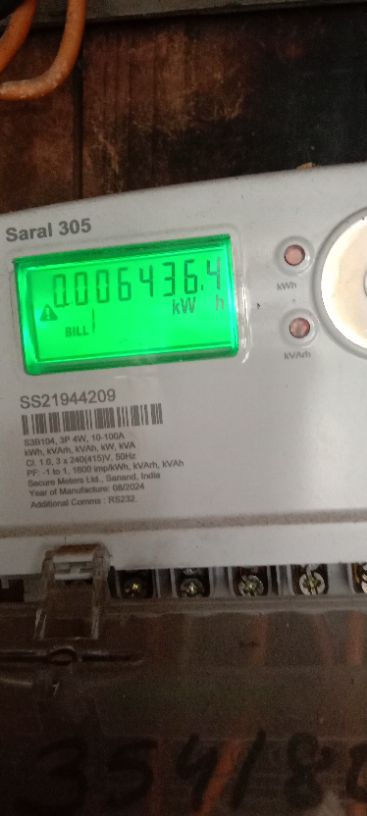 Saral 305
0006436.4
kW h
BILL 1
kWh
kVArh
SS21944209
S3B104, 3P 4W, 10-100A
kWh, kVArh, kVAh, kW, kVA
Cl. 1.0, 3 x 240(415)V, 50Hz
PF: -1 to 1, 1600 imp/kWh, kVArh, kVAh
Secure Meters Ltd., Sanand, India
Year of Manufacture: 08/2024
Additional Comms : RS232.